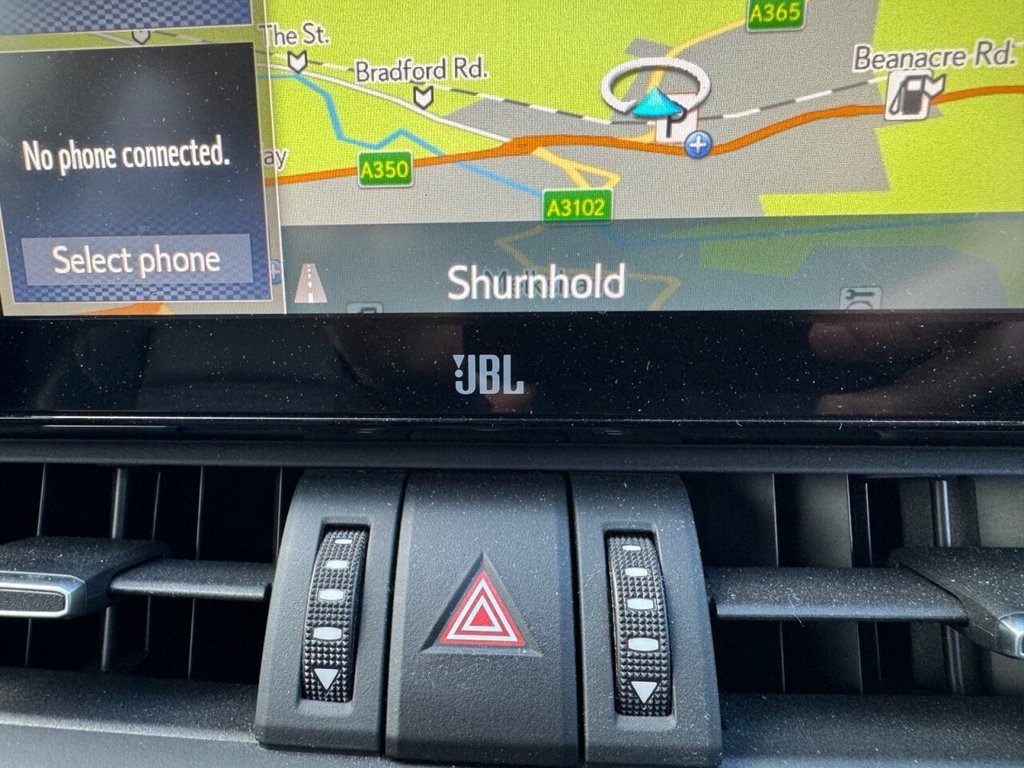 A365
The St.
Bradford Rd.
Beanacre Rd.
No phone connected.
ay
P
A350
A3102
Select phone
Shurnhold
JBL